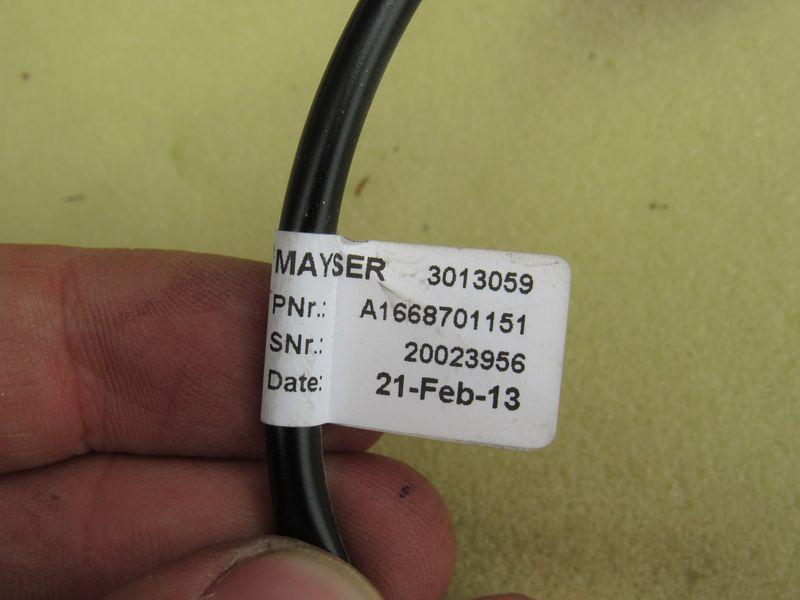 MAYSER 3013059
PNr.: A1668701151
SNr.: 20023956
Date: 21-Feb-13